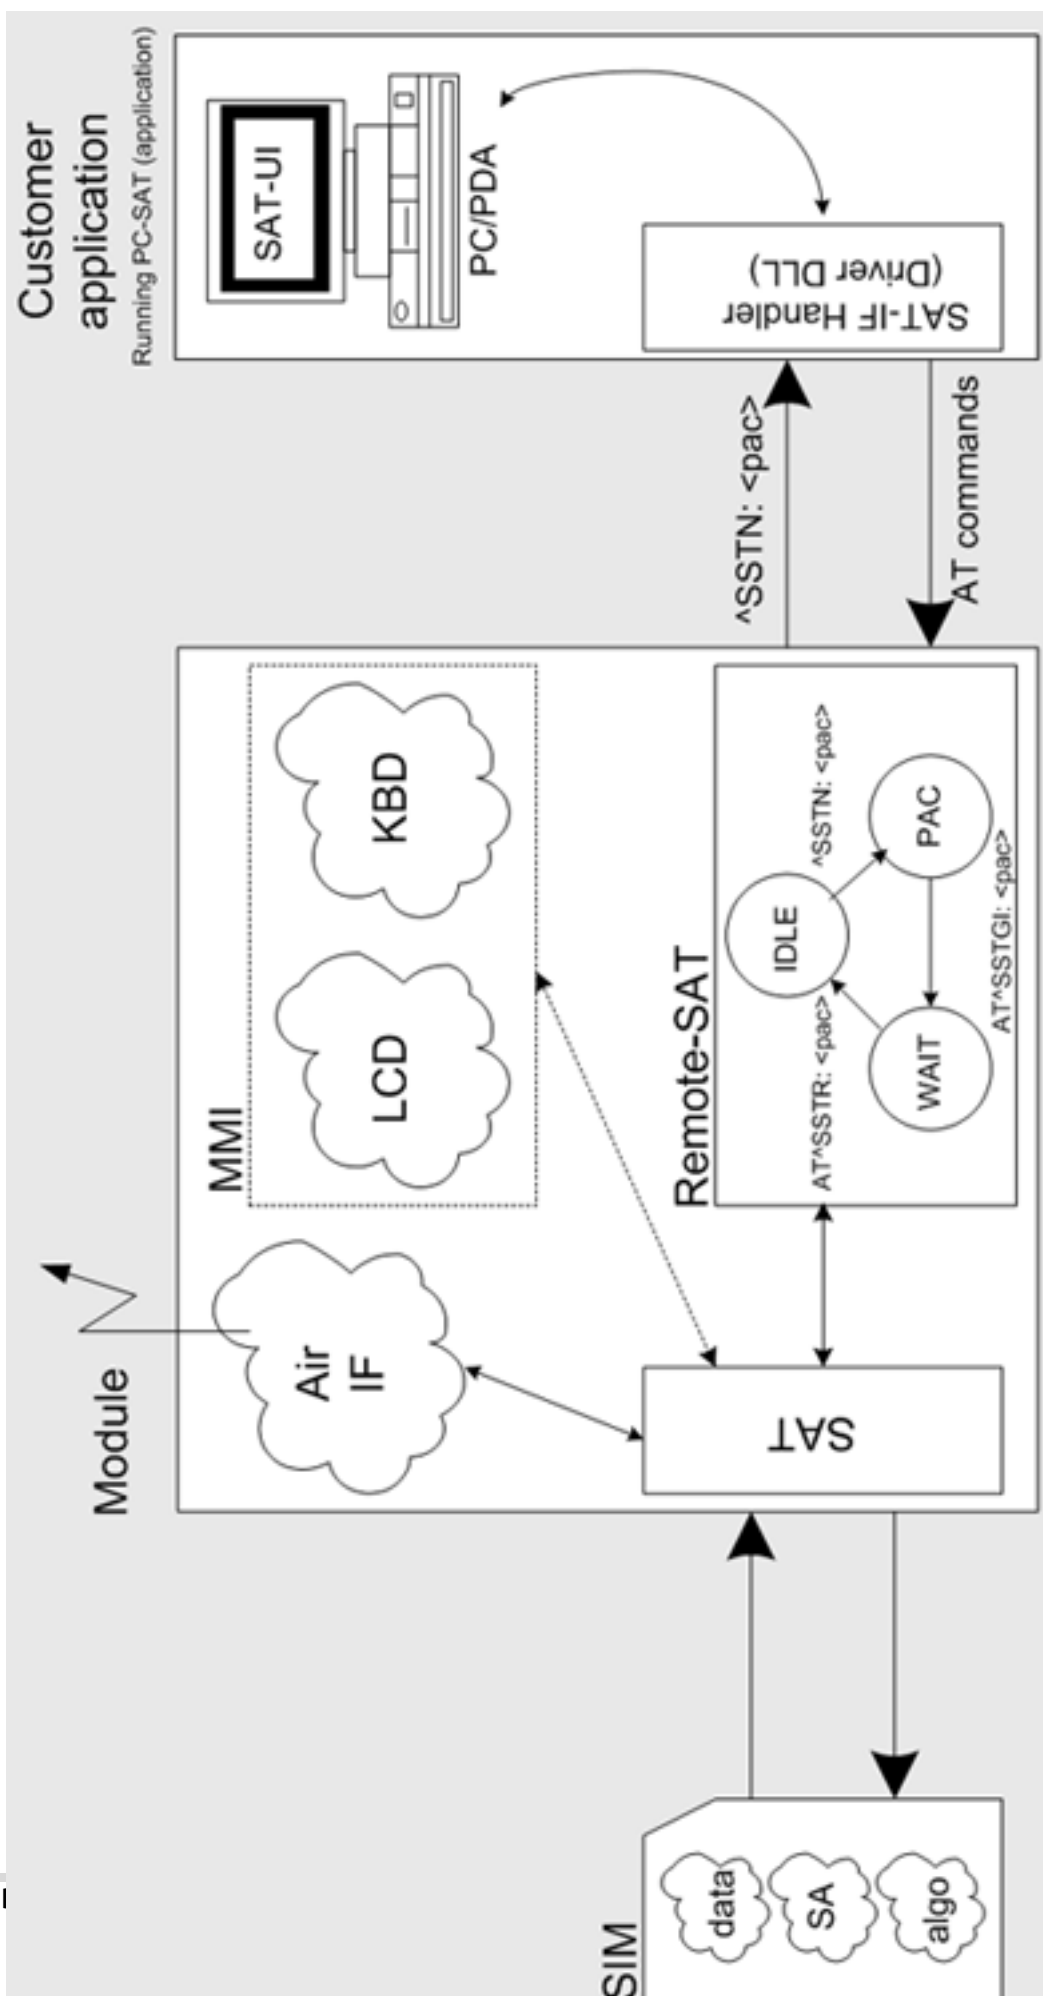 Customer
application
Running PC-SAT (application)
SAT-UI
PC/PDA
SAT-IF Handler
(Driver DLL)
^SSTN: <pac>
AT commands
Module
MMI
KBD
LCD
Air
IF
Remote-SAT
IDLE
^SSTN: <pac>
PAC
AT^SSTGI: <pac>
WAIT
AT^SSTR: <pac>
SAT
SIM
data
SA
algo